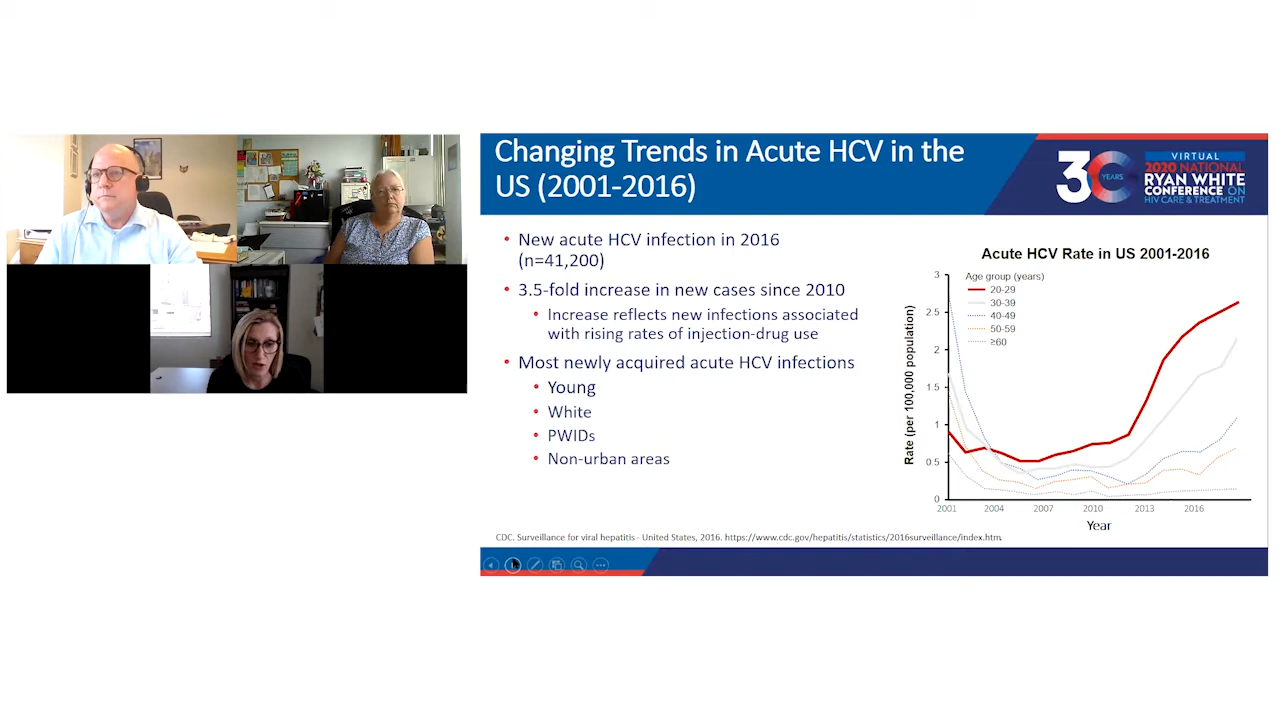 Changing Trends in Acute HCV in the
US (2001-2016)
30
YEARS
VIRTUAL
2020 NATIONAL
RYAN WHITE
CONFERENCE ON
HIV CARE & TREATMENT
• New acute HCV infection in 2016
(n=41,200)
• 3.5-fold increase in new cases since 2010
• Increase reflects new infections associated
with rising rates of injection-drug use
• Most newly acquired acute HCV infections
• Young
• White
• PWIDs
• Non-urban areas
Acute HCV Rate in US 2001-2016
Age group (years)
20-29
30-39
40-49
50-59
≥60
Rate (per 100,000 population)
3
2.5
2
1.5
1
0.5
0
2001 2004 2007 2010 2013 2016
Year
CDC. Surveillance for viral hepatitis - United States, 2016. https://www.cdc.gov/hepatitis/statistics/2016surveillance/index.htm.